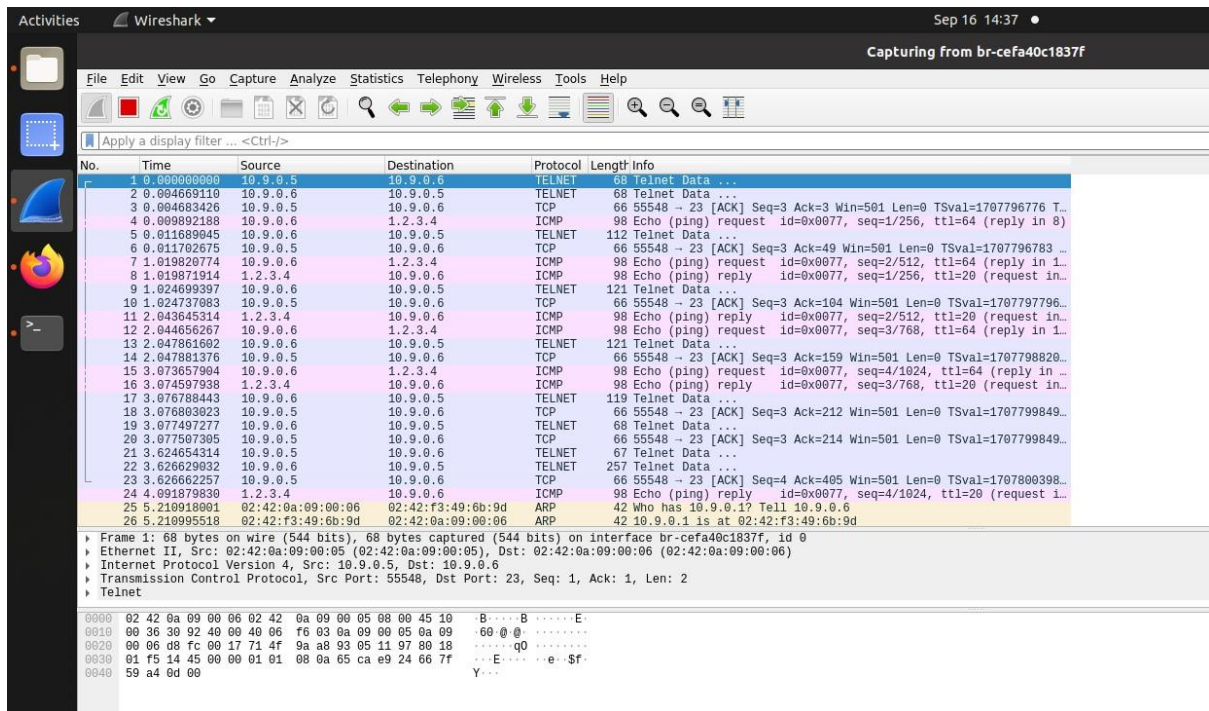 Activities Wireshark Sep 16 14:37
Capturing from br-cefa40c1837f
File Edit View Go Capture Analyze Statistics Telephony Wireless Tools Help
Apply a display filter ... <Ctrl-/>
No. Time Source Destination Protocol Length Info
1 0.000000000 10.9.0.5 10.9.0.6 TELNET 68 Telnet Data ...
2 0.004669110 10.9.0.6 10.9.0.5 TELNET 68 Telnet Data ...
3 0.004683426 10.9.0.5 10.9.0.6 TCP 66 55548 → 23 [ACK] Seq=3 Ack=3 Win=501 Len=0 TSval=1707796776 T…
4 0.009892188 10.9.0.6 1.2.3.4 ICMP 98 Echo (ping) request id=0x0077, seq=1/256, ttl=64 (reply in 8)
5 0.011689045 10.9.0.6 10.9.0.5 TELNET 112 Telnet Data ...
6 0.011702675 10.9.0.5 10.9.0.6 TCP 66 55548 → 23 [ACK] Seq=3 Ack=49 Win=501 Len=0 TSval=1707796783 …
7 1.019820774 10.9.0.6 1.2.3.4 ICMP 98 Echo (ping) request id=0x0077, seq=2/512, ttl=64 (reply in 1…
8 1.019871914 1.2.3.4 10.9.0.6 ICMP 98 Echo (ping) reply id=0x0077, seq=1/256, ttl=20 (request in…
9 1.024699397 10.9.0.6 10.9.0.5 TELNET 121 Telnet Data ...
10 1.024737083 10.9.0.5 10.9.0.6 TCP 66 55548 → 23 [ACK] Seq=3 Ack=104 Win=501 Len=0 TSval=1707797796…
11 2.043645314 1.2.3.4 10.9.0.6 ICMP 98 Echo (ping) reply id=0x0077, seq=2/512, ttl=20 (request in…
12 2.044656267 10.9.0.6 1.2.3.4 ICMP 98 Echo (ping) request id=0x0077, seq=3/768, ttl=64 (reply in 1…
13 2.047861602 10.9.0.6 10.9.0.5 TELNET 121 Telnet Data ...
14 2.047881376 10.9.0.5 10.9.0.6 TCP 66 55548 → 23 [ACK] Seq=3 Ack=159 Win=501 Len=0 TSval=1707798820…
15 3.073657904 10.9.0.6 1.2.3.4 ICMP 98 Echo (ping) request id=0x0077, seq=4/1024, ttl=64 (reply in …
16 3.074597938 1.2.3.4 10.9.0.6 ICMP 98 Echo (ping) reply id=0x0077, seq=3/768, ttl=20 (request in…
17 3.076788443 10.9.0.6 10.9.0.5 TELNET 119 Telnet Data ...
18 3.076803023 10.9.0.5 10.9.0.6 TCP 66 55548 → 23 [ACK] Seq=3 Ack=212 Win=501 Len=0 TSval=1707799849…
19 3.077497277 10.9.0.6 10.9.0.5 TELNET 68 Telnet Data ...
20 3.077507305 10.9.0.5 10.9.0.6 TCP 66 55548 → 23 [ACK] Seq=3 Ack=214 Win=501 Len=0 TSval=1707799849…
21 3.624654314 10.9.0.5 10.9.0.6 TELNET 67 Telnet Data ...
22 3.626629032 10.9.0.6 10.9.0.5 TELNET 257 Telnet Data ...
23 3.626662257 10.9.0.5 10.9.0.6 TCP 66 55548 → 23 [ACK] Seq=4 Ack=405 Win=501 Len=0 TSval=1707800398…
24 4.091879830 1.2.3.4 10.9.0.6 ICMP 98 Echo (ping) reply id=0x0077, seq=4/1024, ttl=20 (request i…
25 5.210918001 02:42:0a:09:00:06 02:42:f3:49:6b:9d ARP 42 Who has 10.9.0.1? Tell 10.9.0.6
26 5.210995518 02:42:f3:49:6b:9d 02:42:0a:09:00:06 ARP 42 10.9.0.1 is at 02:42:f3:49:6b:9d
Frame 1: 68 bytes on wire (544 bits), 68 bytes captured (544 bits) on interface br-cefa40c1837f, id 0
Ethernet II, Src: 02:42:0a:09:00:05 (02:42:0a:09:00:05), Dst: 02:42:0a:09:00:06 (02:42:0a:09:00:06)
Internet Protocol Version 4, Src: 10.9.0.5, Dst: 10.9.0.6
Transmission Control Protocol, Src Port: 55548, Dst Port: 23, Seq: 1, Ack: 1, Len: 2
Telnet
0000 02 42 0a 09 00 06 02 42 0a 09 00 05 08 00 45 10 ·B·····B ······E·
0010 00 36 30 92 40 00 40 06 f6 03 0a 09 00 05 0a 09 ·60·@·@· ········
0020 00 06 d8 fc 00 17 71 4f 9a a8 93 05 11 97 80 18 ······qO ········
0030 01 f5 14 45 00 00 01 01 08 0a 65 ca e9 24 66 7f ···E···· ··e··$f·
0040 59 a4 0d 00 Y···